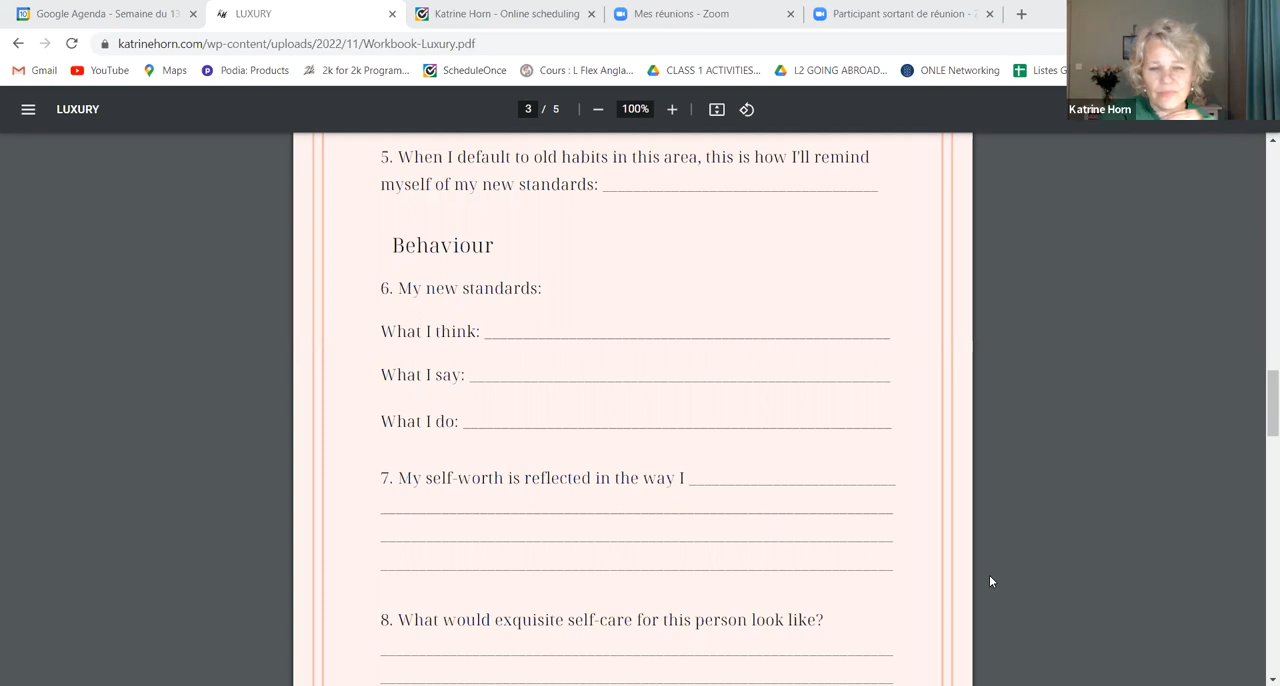 Google Agenda - Semaine du 13
LUXURY
Katrine Horn - Online scheduling
Mes réunions - Zoom
Participant sortant de réunion -
katrinehorn.com/wp-content/uploads/2022/11/Workbook-Luxury.pdf
Gmail
YouTube
Maps
Podia: Products
2k for 2k Program...
ScheduleOnce
Cours : L Flex Angla...
CLASS 1 ACTIVITIES...
L2 GOING ABROAD...
ONLE Networking
Listes G
Katrine Horn
LUXURY
3 / 5
100%
5. When I default to old habits in this area, this is how I'll remind
myself of my new standards:
Behaviour
6. My new standards:
What I think:
What I say:
What I do:
7. My self-worth is reflected in the way I
8. What would exquisite self-care for this person look like?